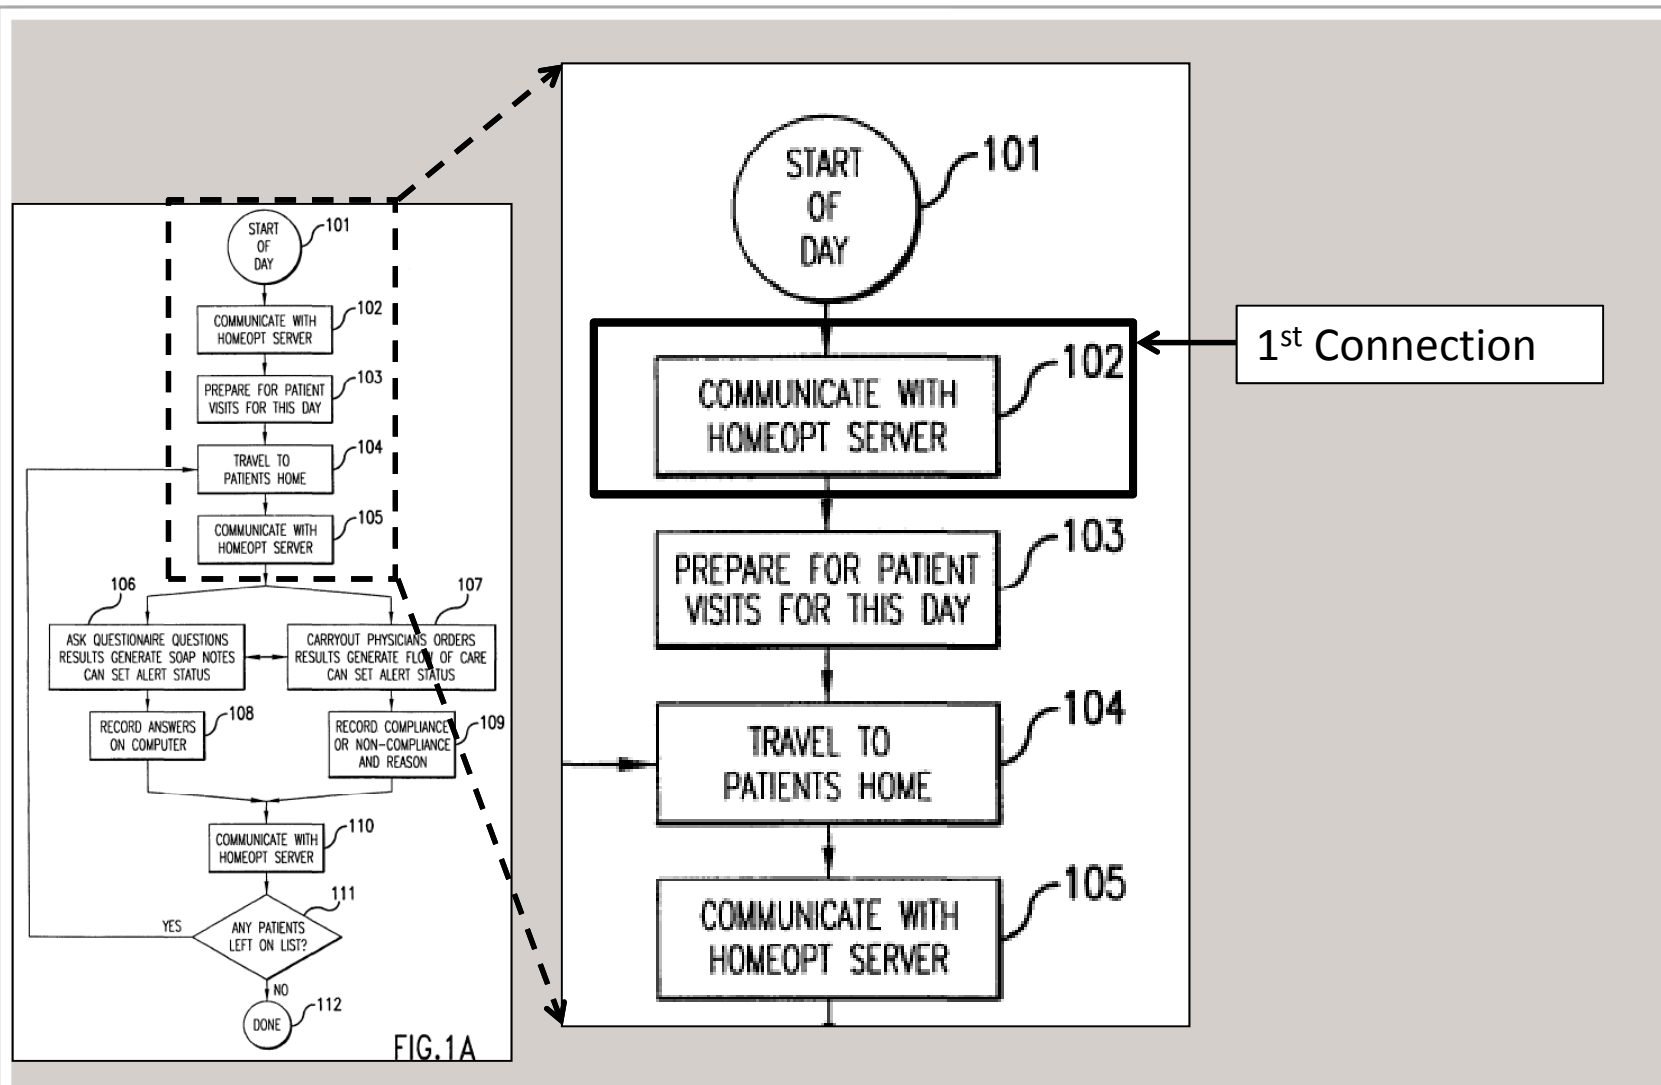 START
OF
DAY
101
COMMUNICATE WITH
HOMEOPT SERVER
102
PREPARE FOR PATIENT
VISITS FOR THIS DAY
103
TRAVEL TO
PATIENTS HOME
104
COMMUNICATE WITH
HOMEOPT SERVER
105
106
107
ASK QUESTIONAIRE QUESTIONS
RESULTS GENERATE SOAP NOTES
CAN SET ALERT STATUS
CARRYOUT PHYSICIANS ORDERS
RESULTS GENERATE FLOW OF CARE
CAN SET ALERT STATUS
RECORD ANSWERS
ON COMPUTER
108
RECORD COMPLIANCE
OR NON-COMPLIANCE
AND REASON
109
COMMUNICATE WITH
HOMEOPT SERVER
110
ANY PATIENTS
LEFT ON LIST?
111
YES
NO
DONE
112
FIG.1A
START
OF
DAY
101
COMMUNICATE WITH
HOMEOPT SERVER
102
PREPARE FOR PATIENT
VISITS FOR THIS DAY
103
TRAVEL TO
PATIENTS HOME
104
COMMUNICATE WITH
HOMEOPT SERVER
105
1st Connection